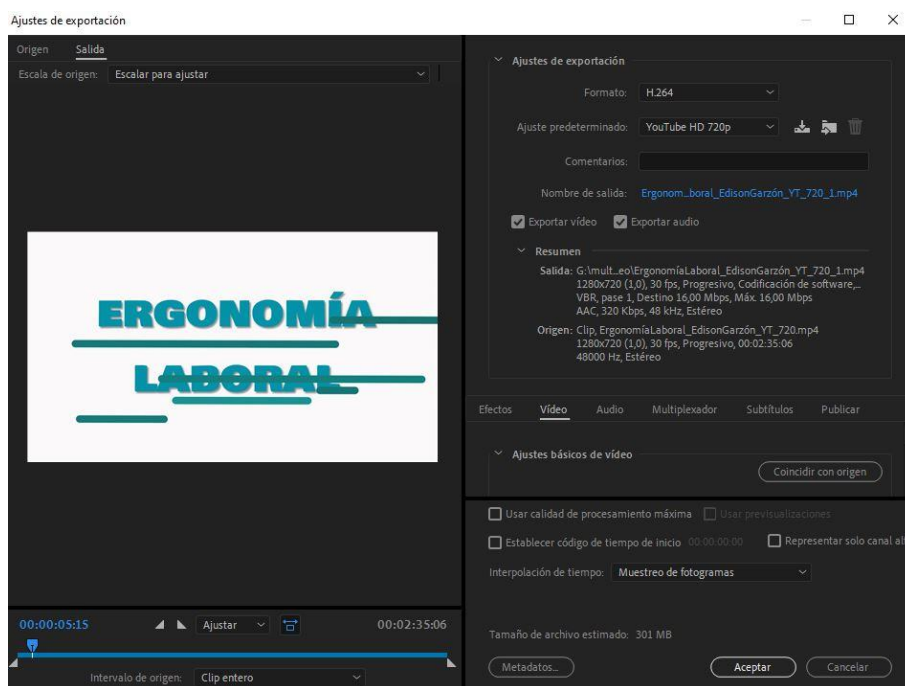 Ajustes de exportación
Origen Salida
Escala de origen: Escalar para ajustar
ERGONOMÍA
LABORAL
00:00:05:15 Ajustar 00:02:35:06
Intervalo de origen: Clip entero
Ajustes de exportación
Formato: H.264
Ajuste predeterminado: YouTube HD 720p
Comentarios:
Nombre de salida: Ergonom...boral_EdisonGarzón_YT_720_1.mp4
Exportar vídeo Exportar audio
Resumen
Salida: G:\mult...eo\ErgonomíaLaboral_EdisonGarzón_YT_720_1.mp4
1280x720 (1,0), 30 fps, Progresivo, Codificación de software,...
VBR, pase 1, Destino 16,00 Mbps, Máx. 16,00 Mbps
AAC, 320 Kbps, 48 kHz, Estéreo
Origen: Clip, ErgonomíaLaboral_EdisonGarzón_YT_720.mp4
1280x720 (1,0), 30 fps, Progresivo, 00:02:35:06
48000 Hz, Estéreo
Efectos Vídeo Audio Multiplexador Subtítulos Publicar
Ajustes básicos de vídeo
Coincidir con origen
Usar calidad de procesamiento máxima Usar previsualizaciones
Establecer código de tiempo de inicio 00:00:00:00 Representar solo canal al
Interpolación de tiempo: Muestreo de fotogramas
Tamaño de archivo estimado: 301 MB
Metadatos... Aceptar Cancelar